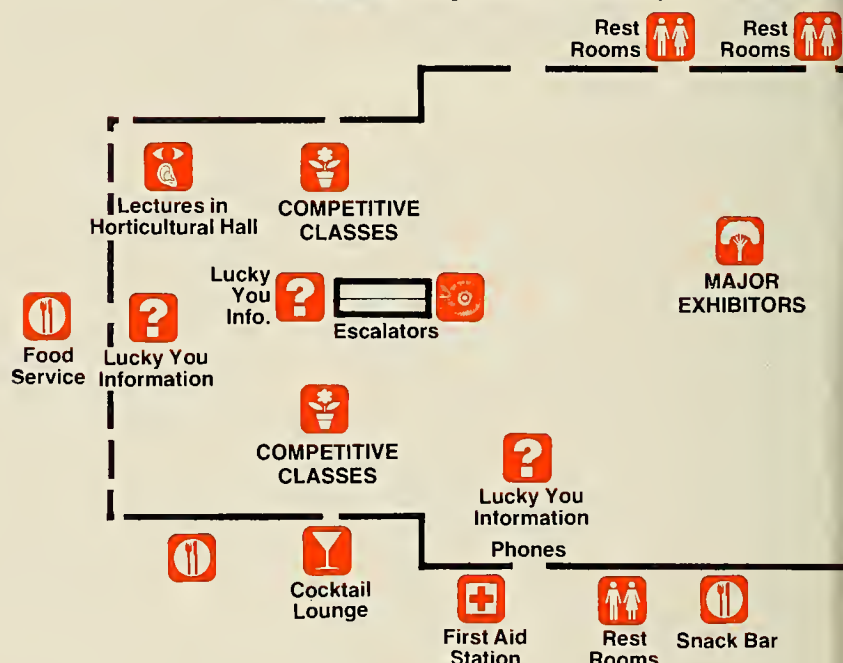 Rest
Rooms
Rest
Rooms
Lectures in
Horticultural Hall
COMPETITIVE
CLASSES
Lucky
You
Info.
?
Escalators
MAJOR
EXHIBITORS
Food
Service
?
Lucky You
Information
COMPETITIVE
CLASSES
?
Lucky You
Information
Phones
Cocktail
Lounge
First Aid
Station
Rest
Rooms
Snack Bar